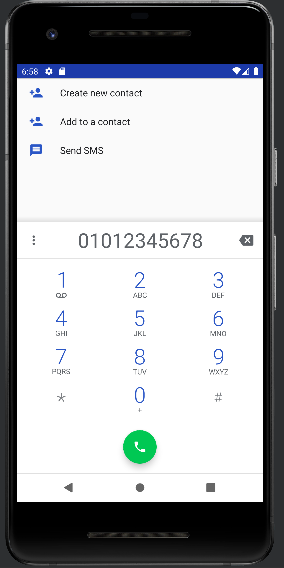 6:58
Create new contact
Add to a contact
Send SMS
01012345678
1 2 3
ABC DEF
4 5 6
GHI JKL MNO
7 8 9
PQRS TUV WXYZ
* 0 #
+